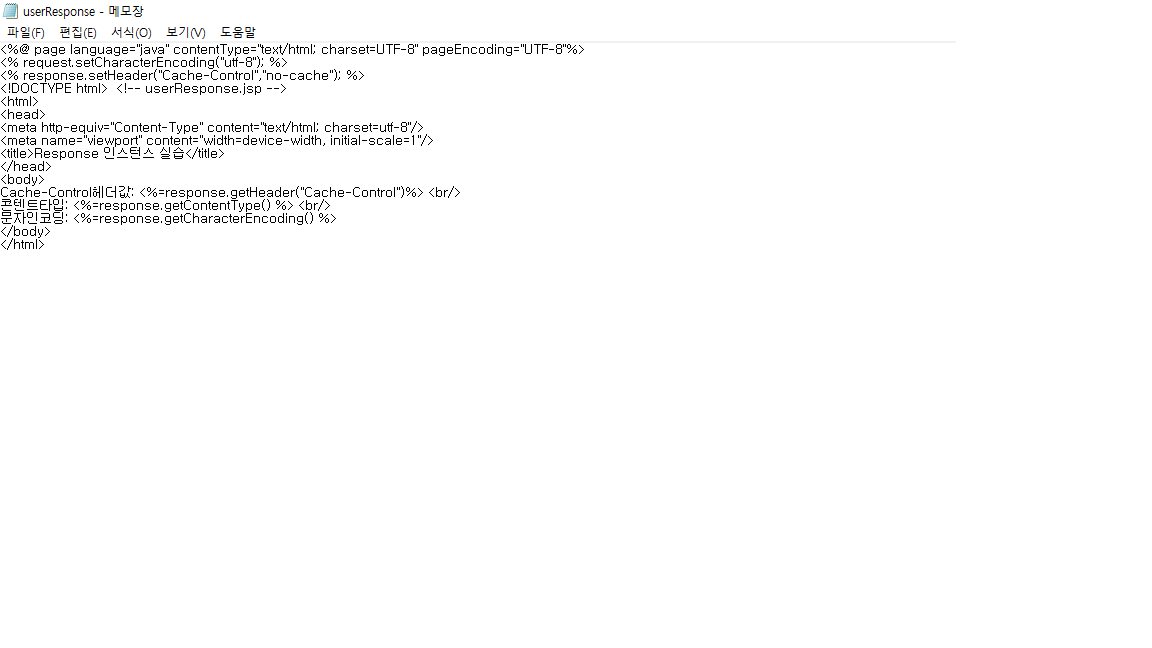 userResponse - 메모장
파일(F) 편집(E) 서식(O) 보기(V) 도움말
<%@ page language="java" contentType="text/html; charset=UTF-8" pageEncoding="UTF-8"%>
<% request.setCharacterEncoding("utf-8"); %>
<% response.setHeader("Cache-Control","no-cache"); %>
<!DOCTYPE html>  <!-- userResponse.jsp -->
<html>
<head>
<meta http-equiv="Content-Type" content="text/html; charset=utf-8"/>
<meta name="viewport" content="width=device-width, initial-scale=1"/>
<title>Response 인스턴스 실습</title>
</head>
<body>
Cache-Control헤더값: <%=response.getHeader("Cache-Control")%> <br/>
콘텐트타입: <%=response.getContentType() %> <br/>
문자인코딩: <%=response.getCharacterEncoding() %>
</body>
</html>